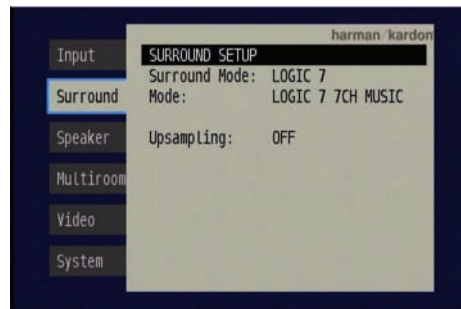 harman/kardon
Input
Surround
Speaker
Multiroom
Video
System
SURROUND SETUP
Surround Mode: LOGIC 7
Mode: LOGIC 7 7CH MUSIC
Upsampling: OFF